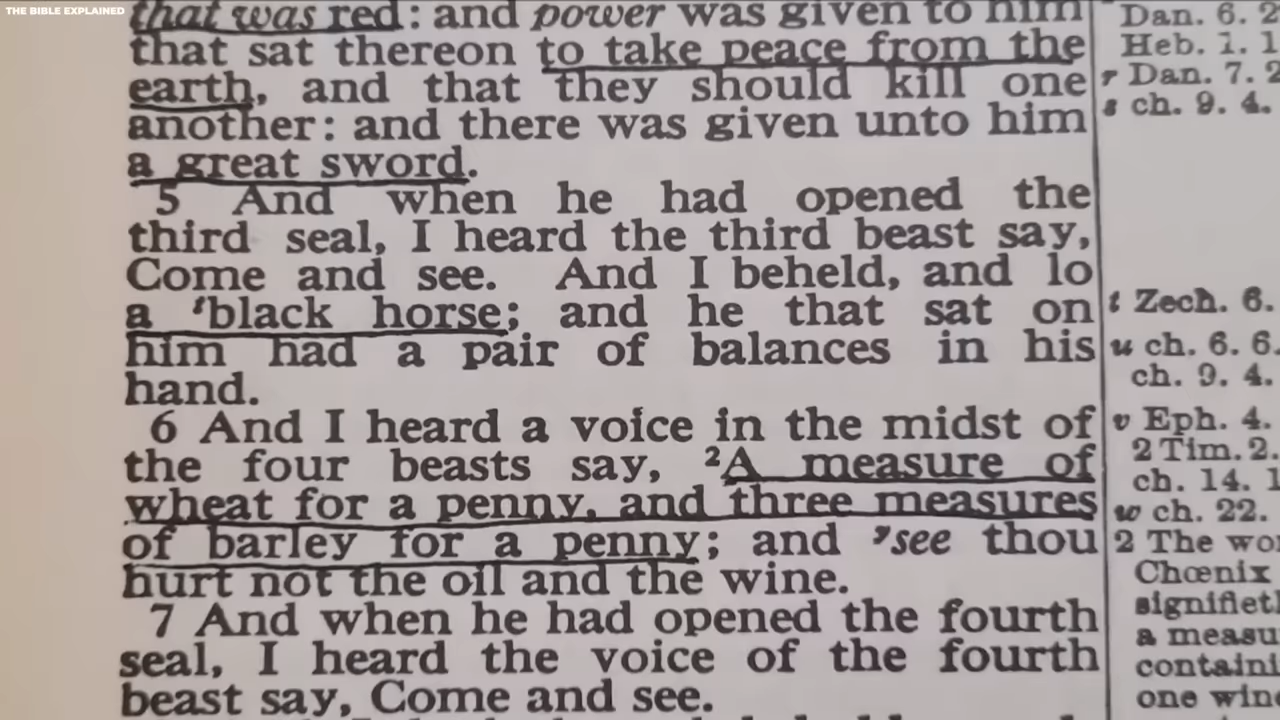 THE BIBLE EXPLAINED
that was red: and power was given to him
that sat thereon to take peace from the
earth, and that they should kill one
another: and there was given unto him
a great sword.
5 And when he had opened the
third seal, I heard the third beast say,
Come and see. And I beheld, and lo
a tblack horse; and he that sat on
him had a pair of balances in his
hand.
6 And I heard a voice in the midst of
the four beasts say, 2A measure of
wheat for a penny, and three measures
of barley for a penny; and vsee thou
hurt not the oil and the wine.
7 And when he had opened the fourth
seal, I heard the voice of the fourth
beast say, Come and see.
Dan. 6. 2
Heb. 1. 1
r Dan. 7. 2
s ch. 9. 4.
t Zech. 6.
u ch. 6. 6.
ch. 9. 4.
v Eph. 4.
2 Tim. 2.
ch. 14. 1
w ch. 22.
2 The wo
Chœnix
signifiet
a measu
containi
one win